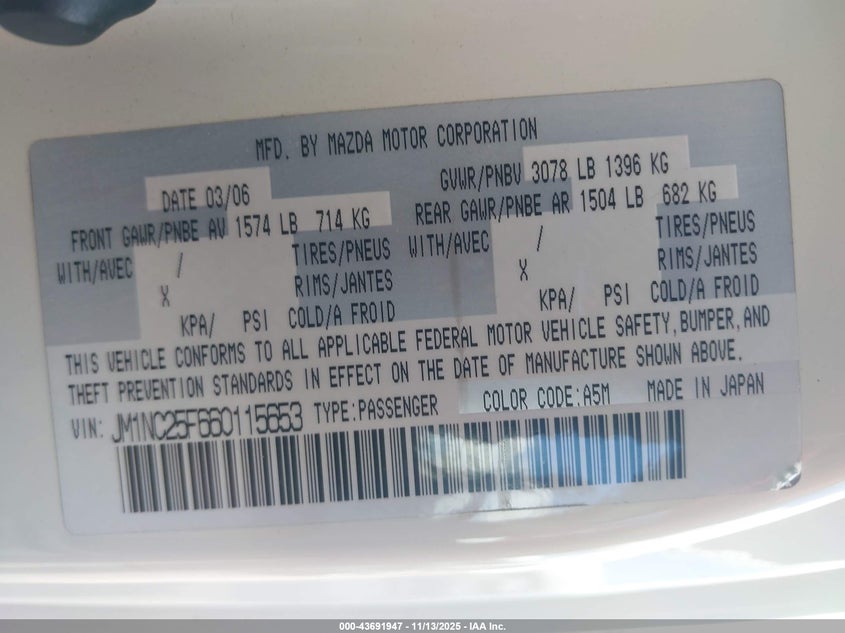 MFD. BY MAZDA MOTOR CORPORATION
DATE 03/06 GVWR/PNBV 3078 LB 1396 KG
FRONT GAWR/PNBE AV 1574 LB 714 KG REAR GAWR/PNBE AR 1504 LB 682 KG
WITH/AVEC / TIRES/PNEUS WITH/AVEC / TIRES/PNEUS
X RIMS/JANTES X RIMS/JANTES
KPA/ PSI COLD/A FROID KPA/ PSI COLD/A FROID
THIS VEHICLE CONFORMS TO ALL APPLICABLE FEDERAL MOTOR VEHICLE SAFETY, BUMPER, AND
THEFT PREVENTION STANDARDS IN EFFECT ON THE DATE OF MANUFACTURE SHOWN ABOVE.
VIN: JM1NC25F660115653 TYPE:PASSENGER COLOR CODE:A5M MADE IN JAPAN
000-43691947 - 11/13/2025 - IAA Inc.